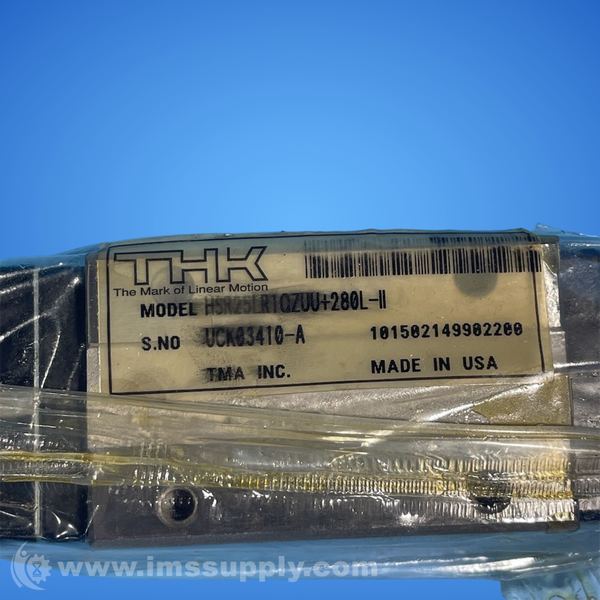 THK
The Mark of Linear Motion
MODEL HSR25LR1QZUU+280L-II
S.NO UCK03410-A 101502149902200
TMA INC. MADE IN USA
www.imssupply.com